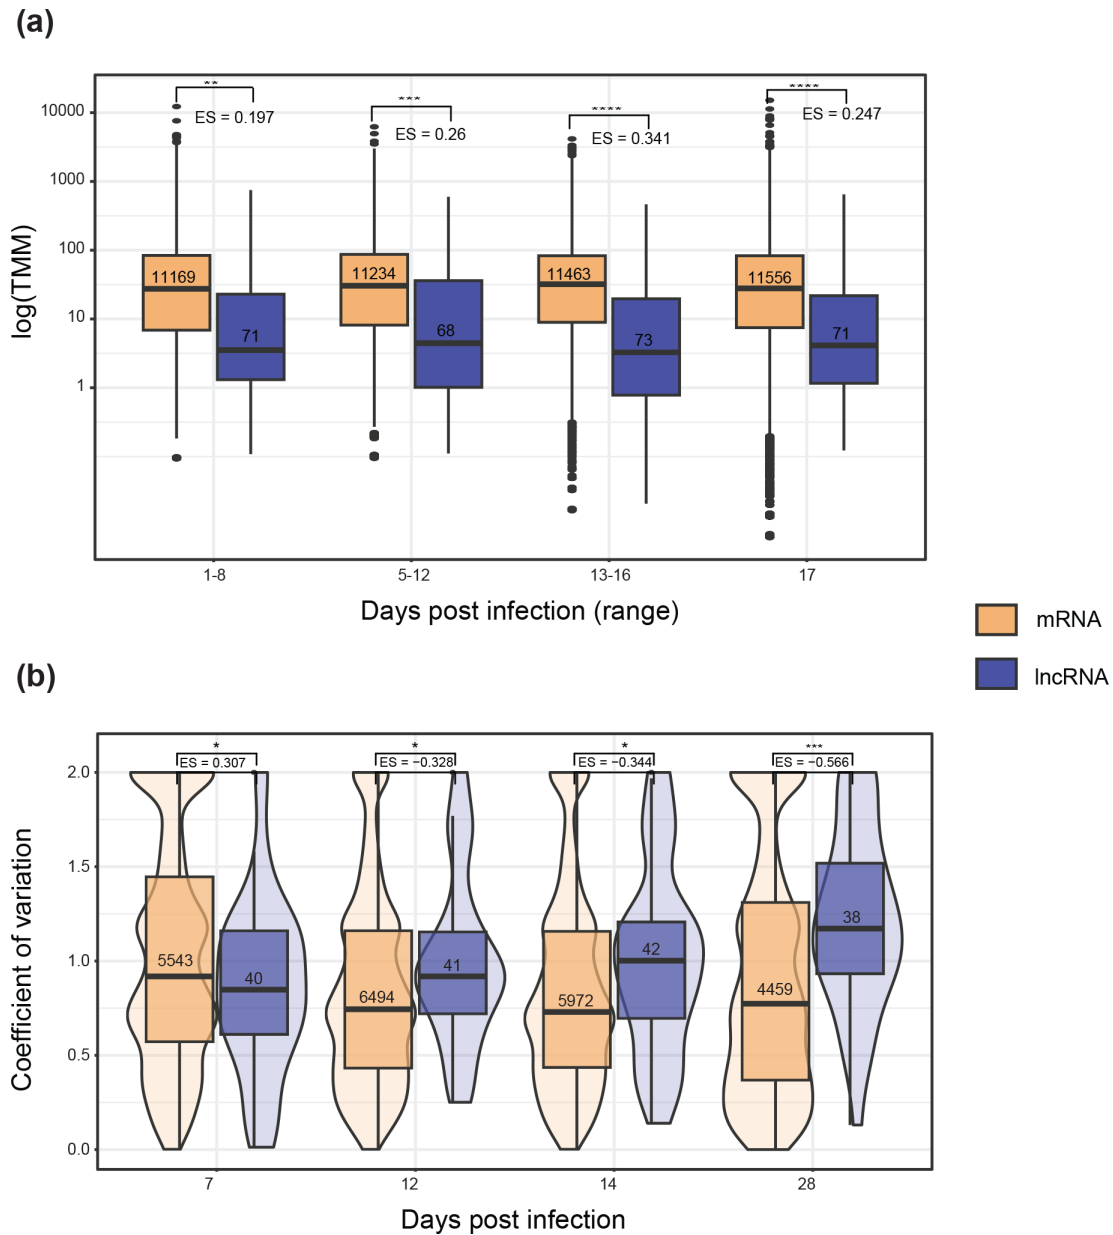 (a)
log(TMM)
10000
1000
100
10
1
** *** **** ****
ES = 0.197
ES = 0.26
ES = 0.341
ES = 0.247
11169
71
11234
68
11463
73
11556
71
1-8
5-12
13-16
17
Days post infection (range)
mRNA
lncRNA
(b)
Coefficient of variation
2.0
1.5
1.0
0.5
0.0
* * * ***
ES = 0.307
ES = −0.328
ES = −0.344
ES = −0.566
5543
40
6494
41
5972
42
4459
38
7
12
14
28
Days post infection